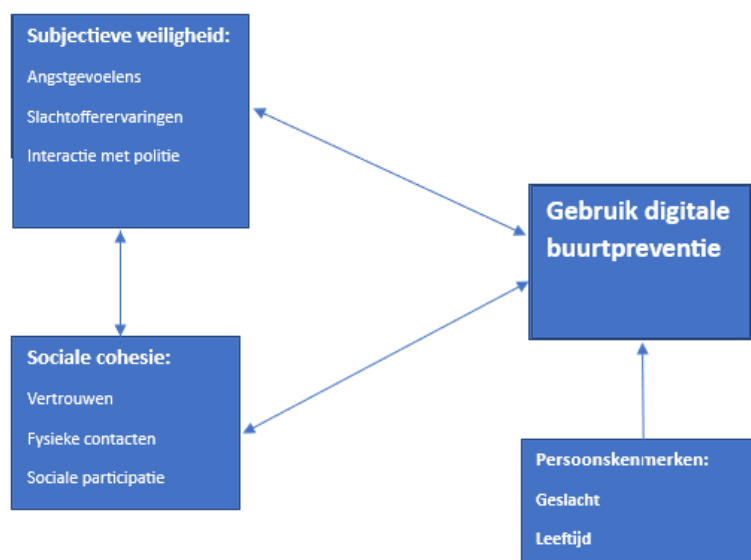 Subjectieve veiligheid:
Angstgevoelens
Slachtofferervaringen
Interactie met politie
Gebruik digitale
buurtpreventie
Sociale cohesie:
Vertrouwen
Fysieke contacten
Sociale participatie
Persoonskenmerken:
Geslacht
Leeftijd